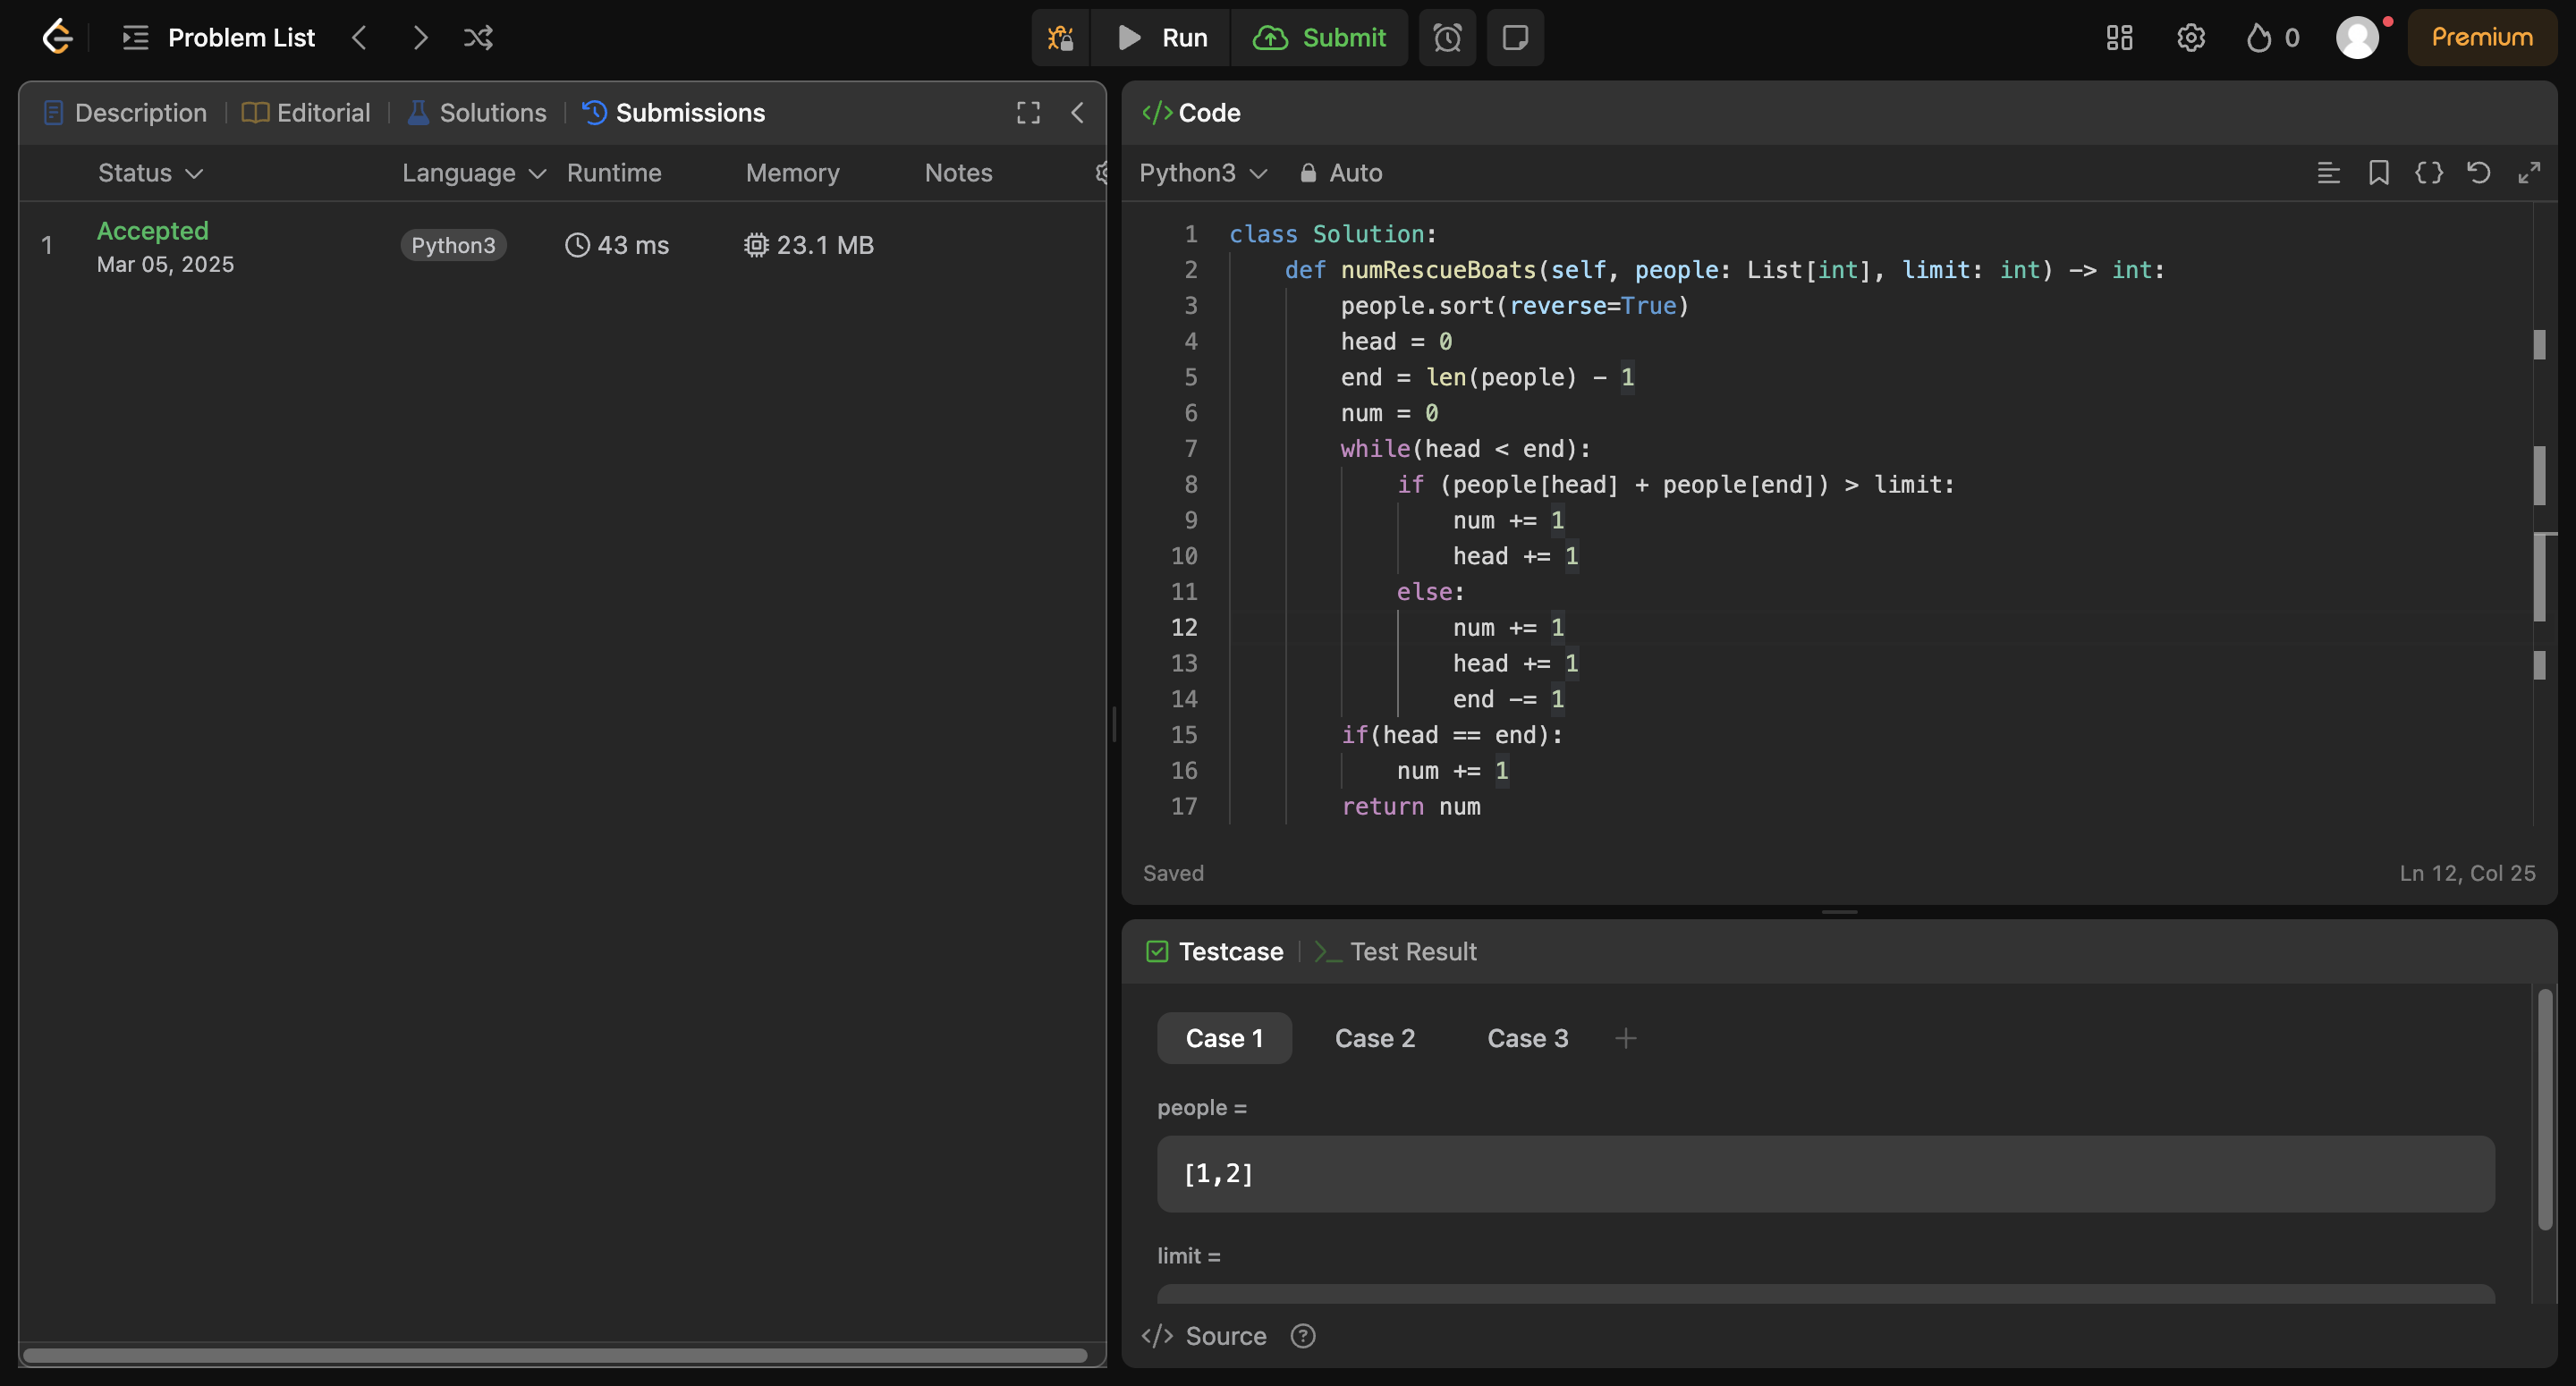 Problem List
Run
Submit
0
Premium
Description
Editorial
Solutions
Submissions
Status
Language
Runtime
Memory
Notes
1
Accepted
Mar 05, 2025
Python3
43 ms
23.1 MB
</> Code
Python3
Auto
1 class Solution:
2 def numRescueBoats(self, people: List[int], limit: int) -> int:
3 people.sort(reverse=True)
4 head = 0
5 end = len(people) - 1
6 num = 0
7 while(head < end):
8 if (people[head] + people[end]) > limit:
9 num += 1
10 head += 1
11 else:
12 num += 1
13 head += 1
14 end -= 1
15 if(head == end):
16 num += 1
17 return num
Saved
Ln 12, Col 25
Testcase
>_ Test Result
Case 1
Case 2
Case 3
+
people =
[1,2]
limit =
</> Source
?